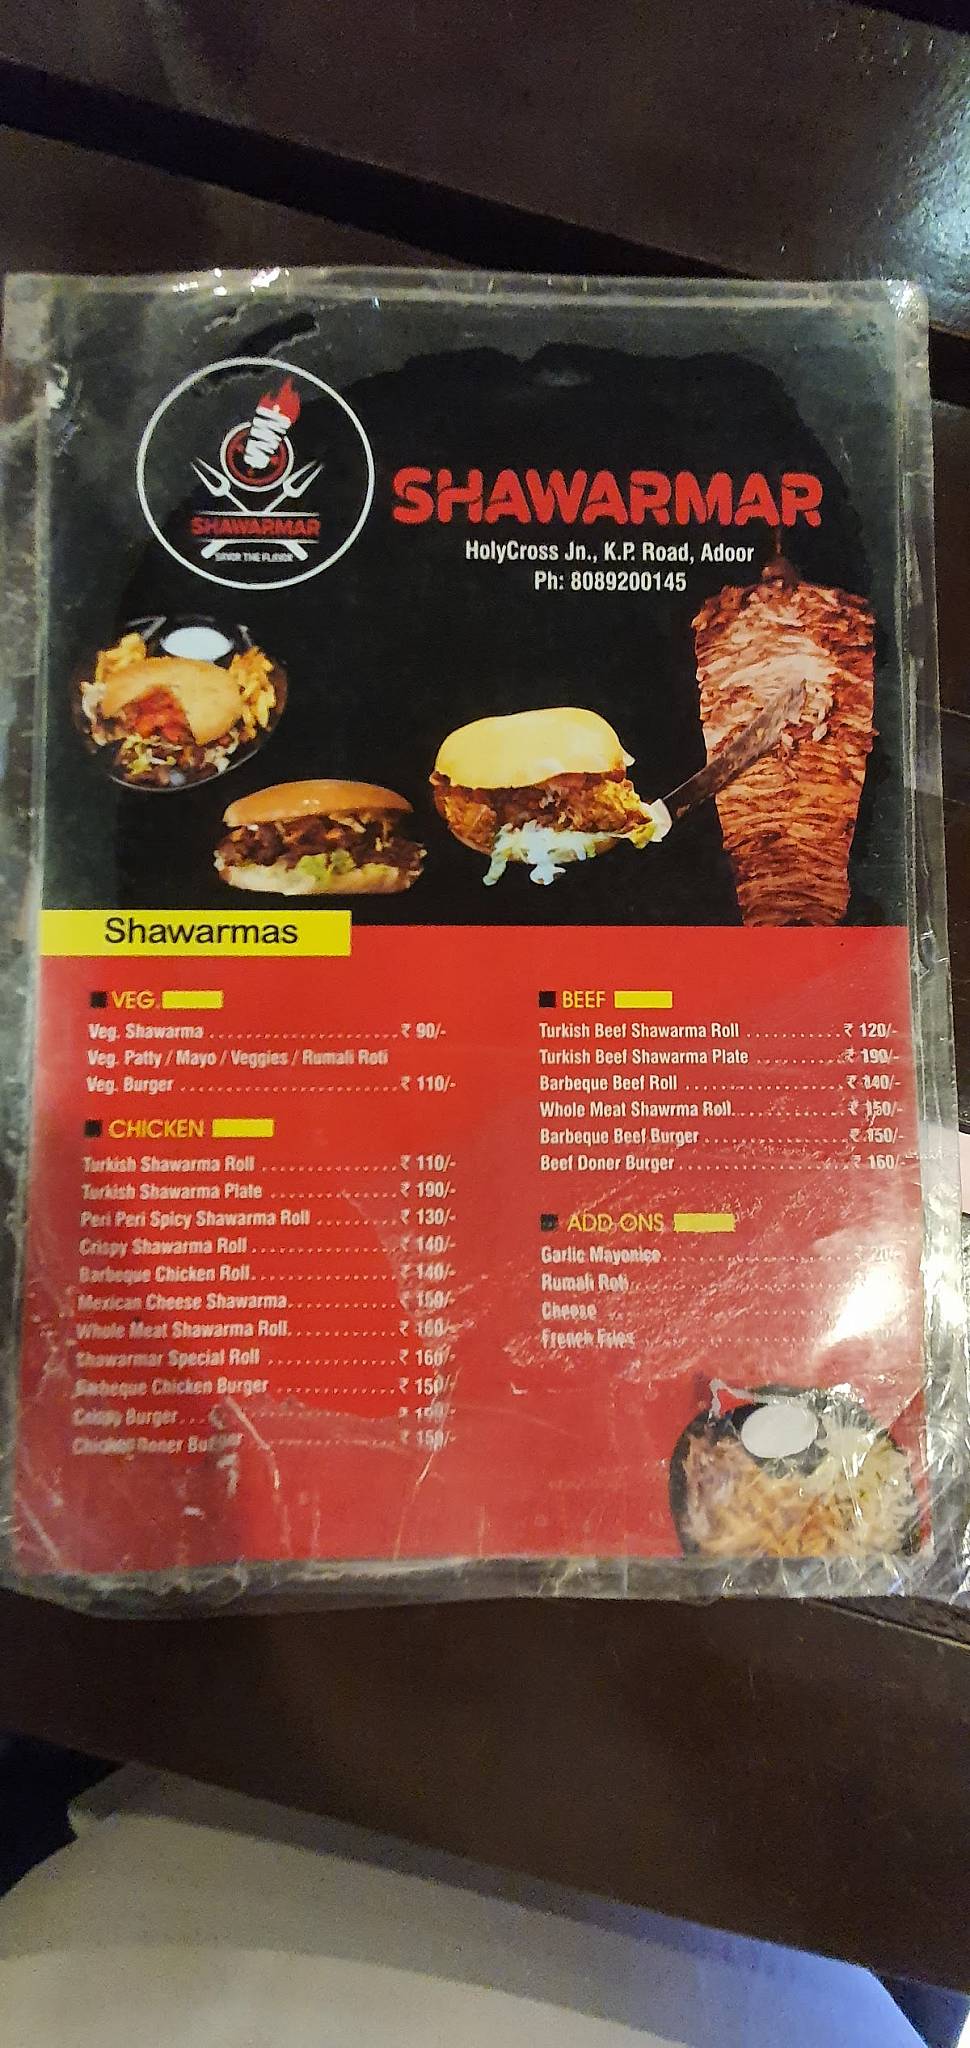 SHAWARMAR
SAVOR THE FLAVOR
SHAWARMAR
HolyCross Jn., K.P. Road, Adoor
Ph: 8089200145
Shawarmas
VEG.
Veg. Shawarma ₹ 90/-
Veg. Patty / Mayo / Veggies / Rumali Roti
Veg. Burger ₹ 110/-
CHICKEN
Turkish Shawarma Roll ₹ 110/-
Turkish Shawarma Plate ₹ 190/-
Peri Peri Spicy Shawarma Roll ₹ 130/-
Crispy Shawarma Roll ₹ 140/-
Barbeque Chicken Roll ₹ 140/-
Mexican Cheese Shawarma ₹ 150/-
Whole Meat Shawarma Roll ₹ 160/-
Shawarmar Special Roll ₹ 160/-
Barbeque Chicken Burger ₹ 150/-
Crispy Burger
Chicken Doner Burger ₹ 150/-
BEEF
Turkish Beef Shawarma Roll ₹ 120/-
Turkish Beef Shawarma Plate ₹ 190/-
Barbeque Beef Roll ₹ 140/-
Whole Meat Shawrma Roll ₹ 150/-
Barbeque Beef Burger ₹ 150/-
Beef Doner Burger ₹ 160/-
ADD ONS
Garlic Mayonice
Rumali Roti
Cheese
French Fries